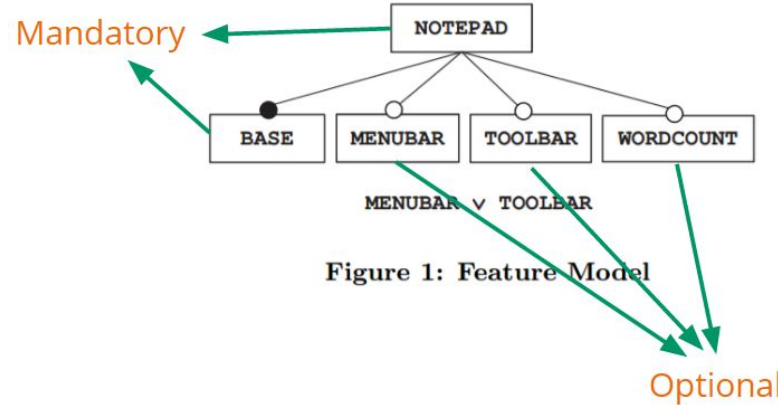 Mandatory
NOTEPAD
BASE
MENUBAR
TOOLBAR
WORDCOUNT
MENUBAR ∨ TOOLBAR
Figure 1: Feature Model
Optional